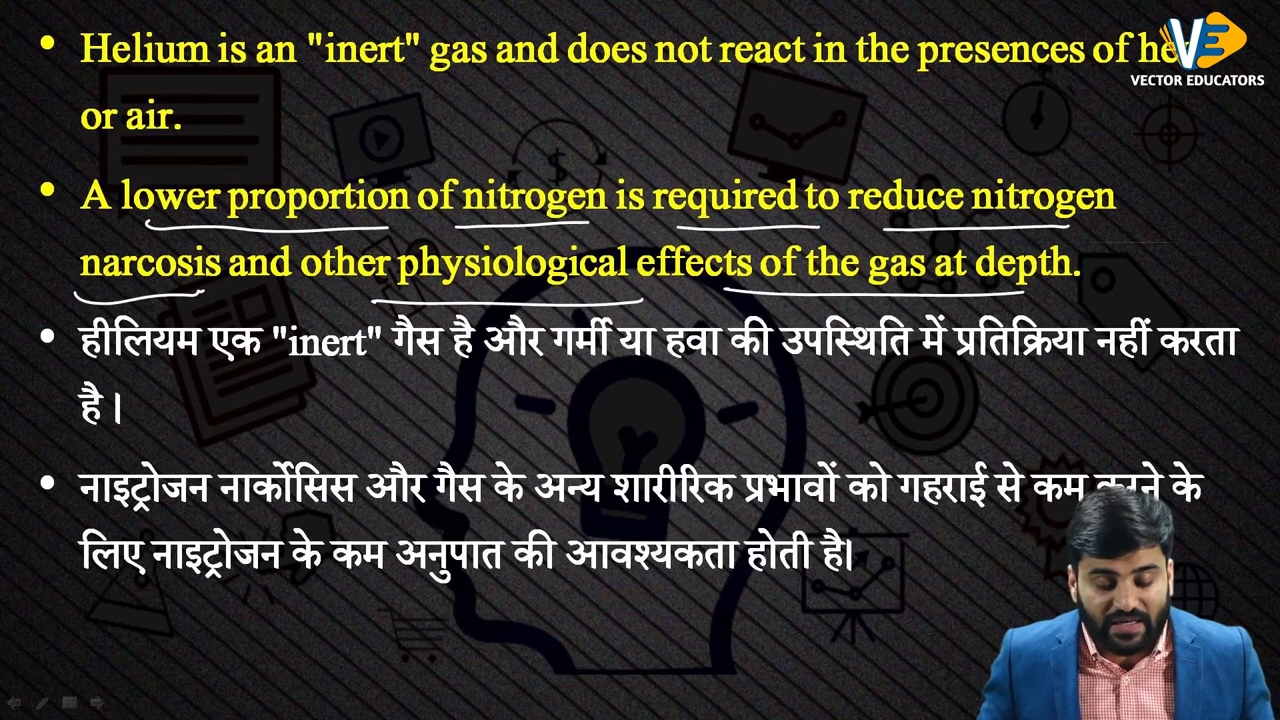 • Helium is an "inert" gas and does not react in the presences of
or air.
• A lower proportion of nitrogen is required to reduce nitrogen
narcosis and other physiological effects of the gas at depth.
• हीलियम एक "inert" गैस है और गर्मी या हवा की उपस्थिति में प्रतिक्रिया नहीं करता
है।
• नाइट्रोजन नार्कोसिस और गैस के अन्य शारीरिक प्रभावों को गहराई से कम करने के
लिए नाइट्रोजन के कम अनुपात की आवश्यकता होती है।
VE
VECTOR EDUCATORS